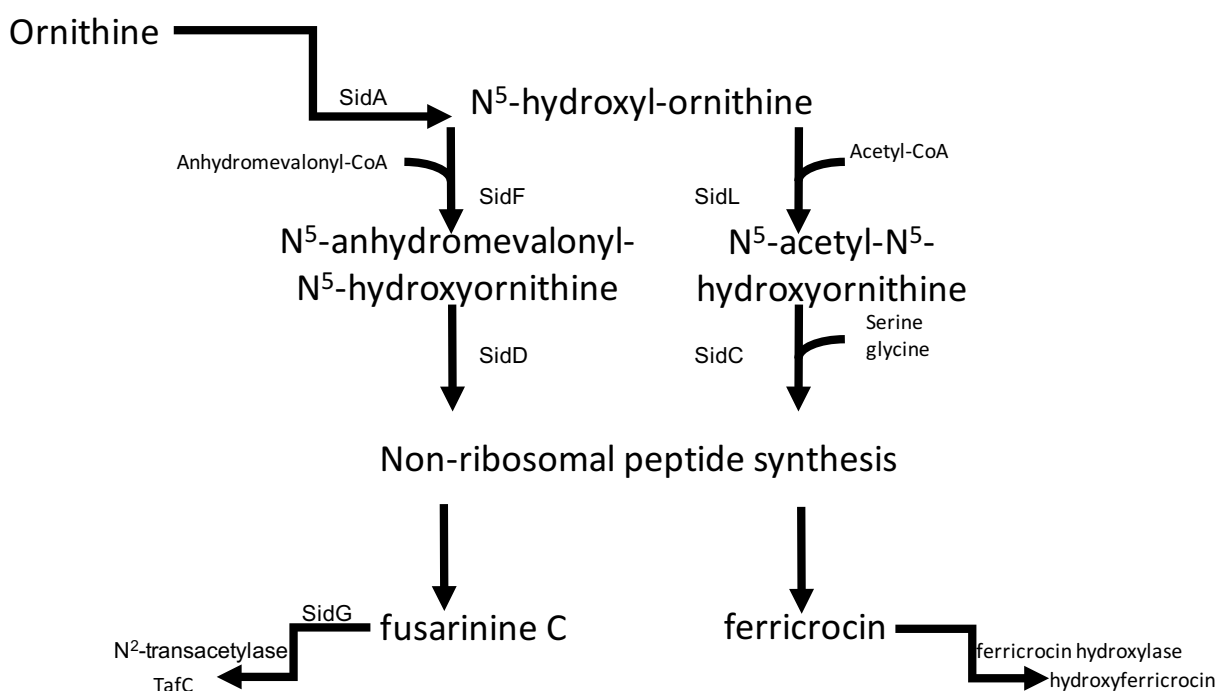 Ornithine
SidA
N⁵-hydroxyl-ornithine
Anhydromevalonyl-CoA
Acetyl-CoA
SidF
SidL
N⁵-anhydromevalonyl-
N⁵-hydroxyornithine
N⁵-acetyl-N⁵-
hydroxyornithine
Serine
glycine
SidD
SidC
Non-ribosomal peptide synthesis
SidG
fusarinine C
ferricrocin
N²-transacetylase
TafC
ferricrocin hydroxylase
hydroxyferricrocin